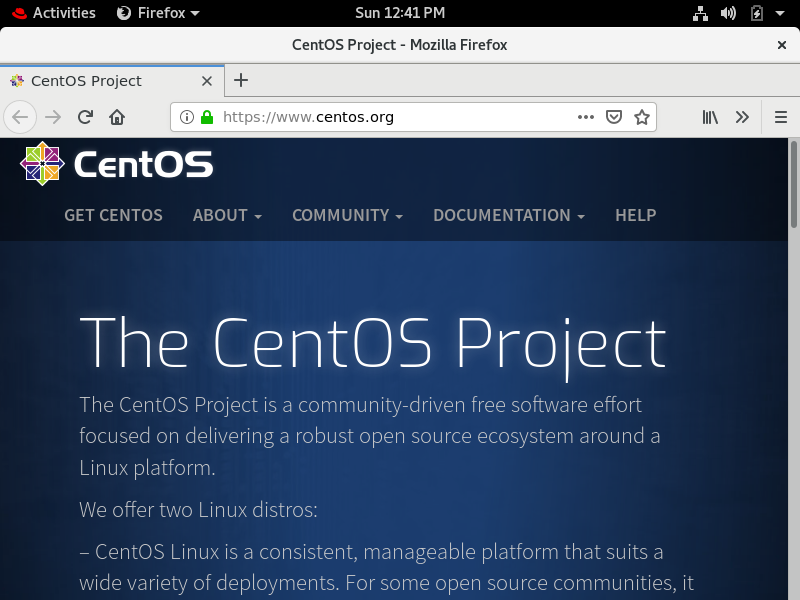 Activities Firefox Sun 12:41 PM
CentOS Project - Mozilla Firefox
CentOS Project
https://www.centos.org
CentOS
GET CENTOS ABOUT COMMUNITY DOCUMENTATION HELP
The CentOS Project
The CentOS Project is a community-driven free software effort
focused on delivering a robust open source ecosystem around a
Linux platform.
We offer two Linux distros:
– CentOS Linux is a consistent, manageable platform that suits a
wide variety of deployments. For some open source communities, it